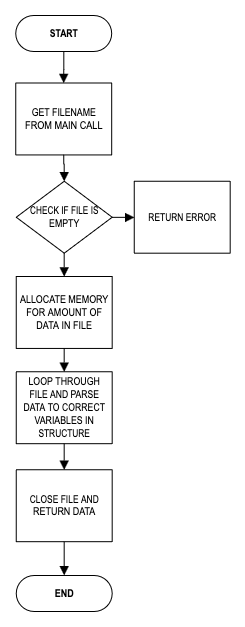 START
GET FILENAME
FROM MAIN CALL
CHECK IF FILE IS
EMPTY
RETURN ERROR
ALLOCATE MEMORY
FOR AMOUNT OF
DATA IN FILE
LOOP THROUGH
FILE AND PARSE
DATA TO CORRECT
VARIABLES IN
STRUCTURE
CLOSE FILE AND
RETURN DATA
END